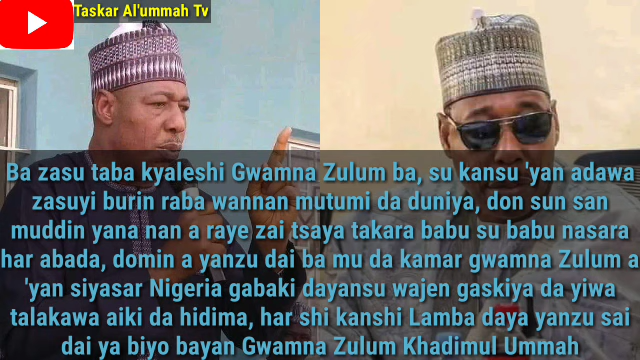 Taskar Al'ummah Tv
Ba zasu taba kyaleshi Gwamna Zulum ba, su kansu 'yan adawa
zasuyi burin raba wannan mutumi da duniya, don sun san
muddin yana nan a raye zai tsaya takara babu su babu nasara
har abada, domin a yanzu dai ba mu da kamar gwamna Zulum a
'yan siyasar Nigeria gabaki dayansu wajen gaskiya da yiwa
talakawa aiki da hidima, har shi kanshi Lamba daya yanzu sai
dai ya biyo bayan Gwamna Zulum Khadimul Ummah